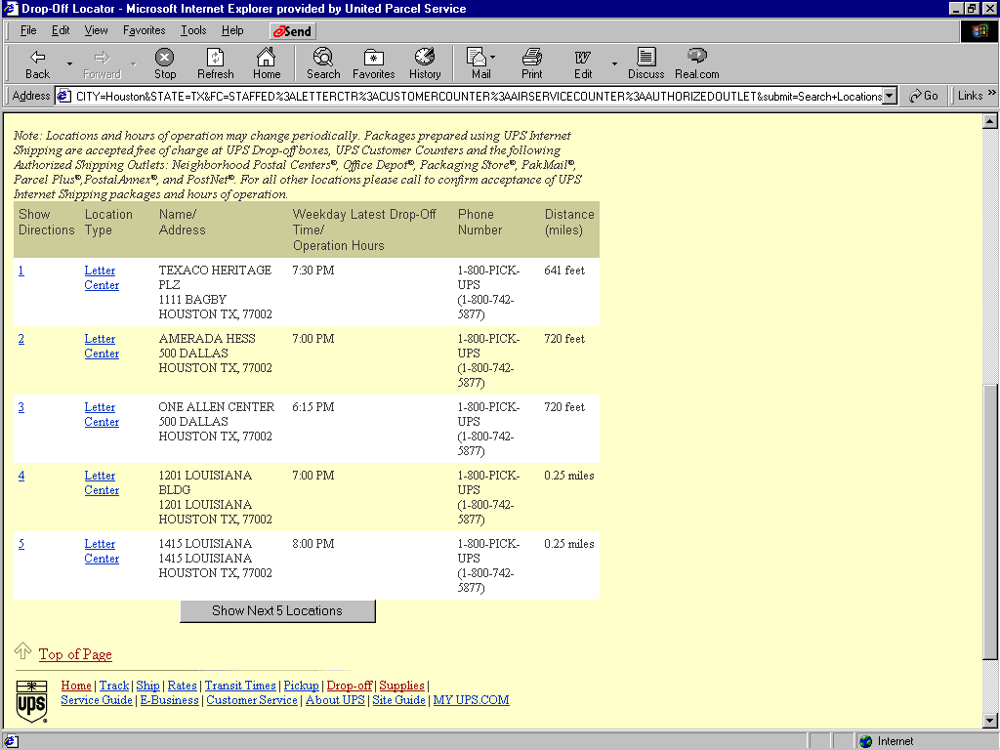 Drop-Off Locator - Microsoft Internet Explorer provided by United Parcel Service
File Edit View Favorites Tools Help Send
Back Forward Stop Refresh Home Search Favorites History Mail Print Edit Discuss Real.com
Address CITY=Houston&STATE=TX&FC=STAFFED%3ALETTERCTR%3ACUSTOMERCOUNTER%3AAIRSERVICECOUNTER%3AAUTHORIZEDOUTLET&submit=Search+Locations Go Links »
Note: Locations and hours of operation may change periodically. Packages prepared using UPS Internet
Shipping are accepted free of charge at UPS Drop-off boxes, UPS Customer Counters and the following
Authorized Shipping Outlets: Neighborhood Postal Centers®, Office Depot®, Packaging Store®, PakMail®,
Parcel Plus®,PostalAnnex®, and PostNet®. For all other locations please call to confirm acceptance of UPS
Internet Shipping packages and hours of operation.
Show Location Name/ Weekday Latest Drop-Off Phone Distance
Directions Type Address Time/ Number (miles)
Operation Hours
1 Letter TEXACO HERITAGE 7:30 PM 1-800-PICK- 641 feet
Center PLZ UPS
1111 BAGBY (1-800-742-
HOUSTON TX, 77002 5877)
2 Letter AMERADA HESS 7:00 PM 1-800-PICK- 720 feet
Center 500 DALLAS UPS
HOUSTON TX, 77002 (1-800-742-
5877)
3 Letter ONE ALLEN CENTER 6:15 PM 1-800-PICK- 720 feet
Center 500 DALLAS UPS
HOUSTON TX, 77002 (1-800-742-
5877)
4 Letter 1201 LOUISIANA 7:00 PM 1-800-PICK- 0.25 miles
Center BLDG UPS
1201 LOUISIANA (1-800-742-
HOUSTON TX, 77002 5877)
5 Letter 1415 LOUISIANA 8:00 PM 1-800-PICK- 0.25 miles
Center 1415 LOUISIANA UPS
HOUSTON TX, 77002 (1-800-742-
5877)
Show Next 5 Locations
Top of Page
Home | Track | Ship | Rates | Transit Times | Pickup | Drop-off | Supplies |
ups Service Guide | E-Business | Customer Service | About UPS | Site Guide | MY UPS.COM
Internet